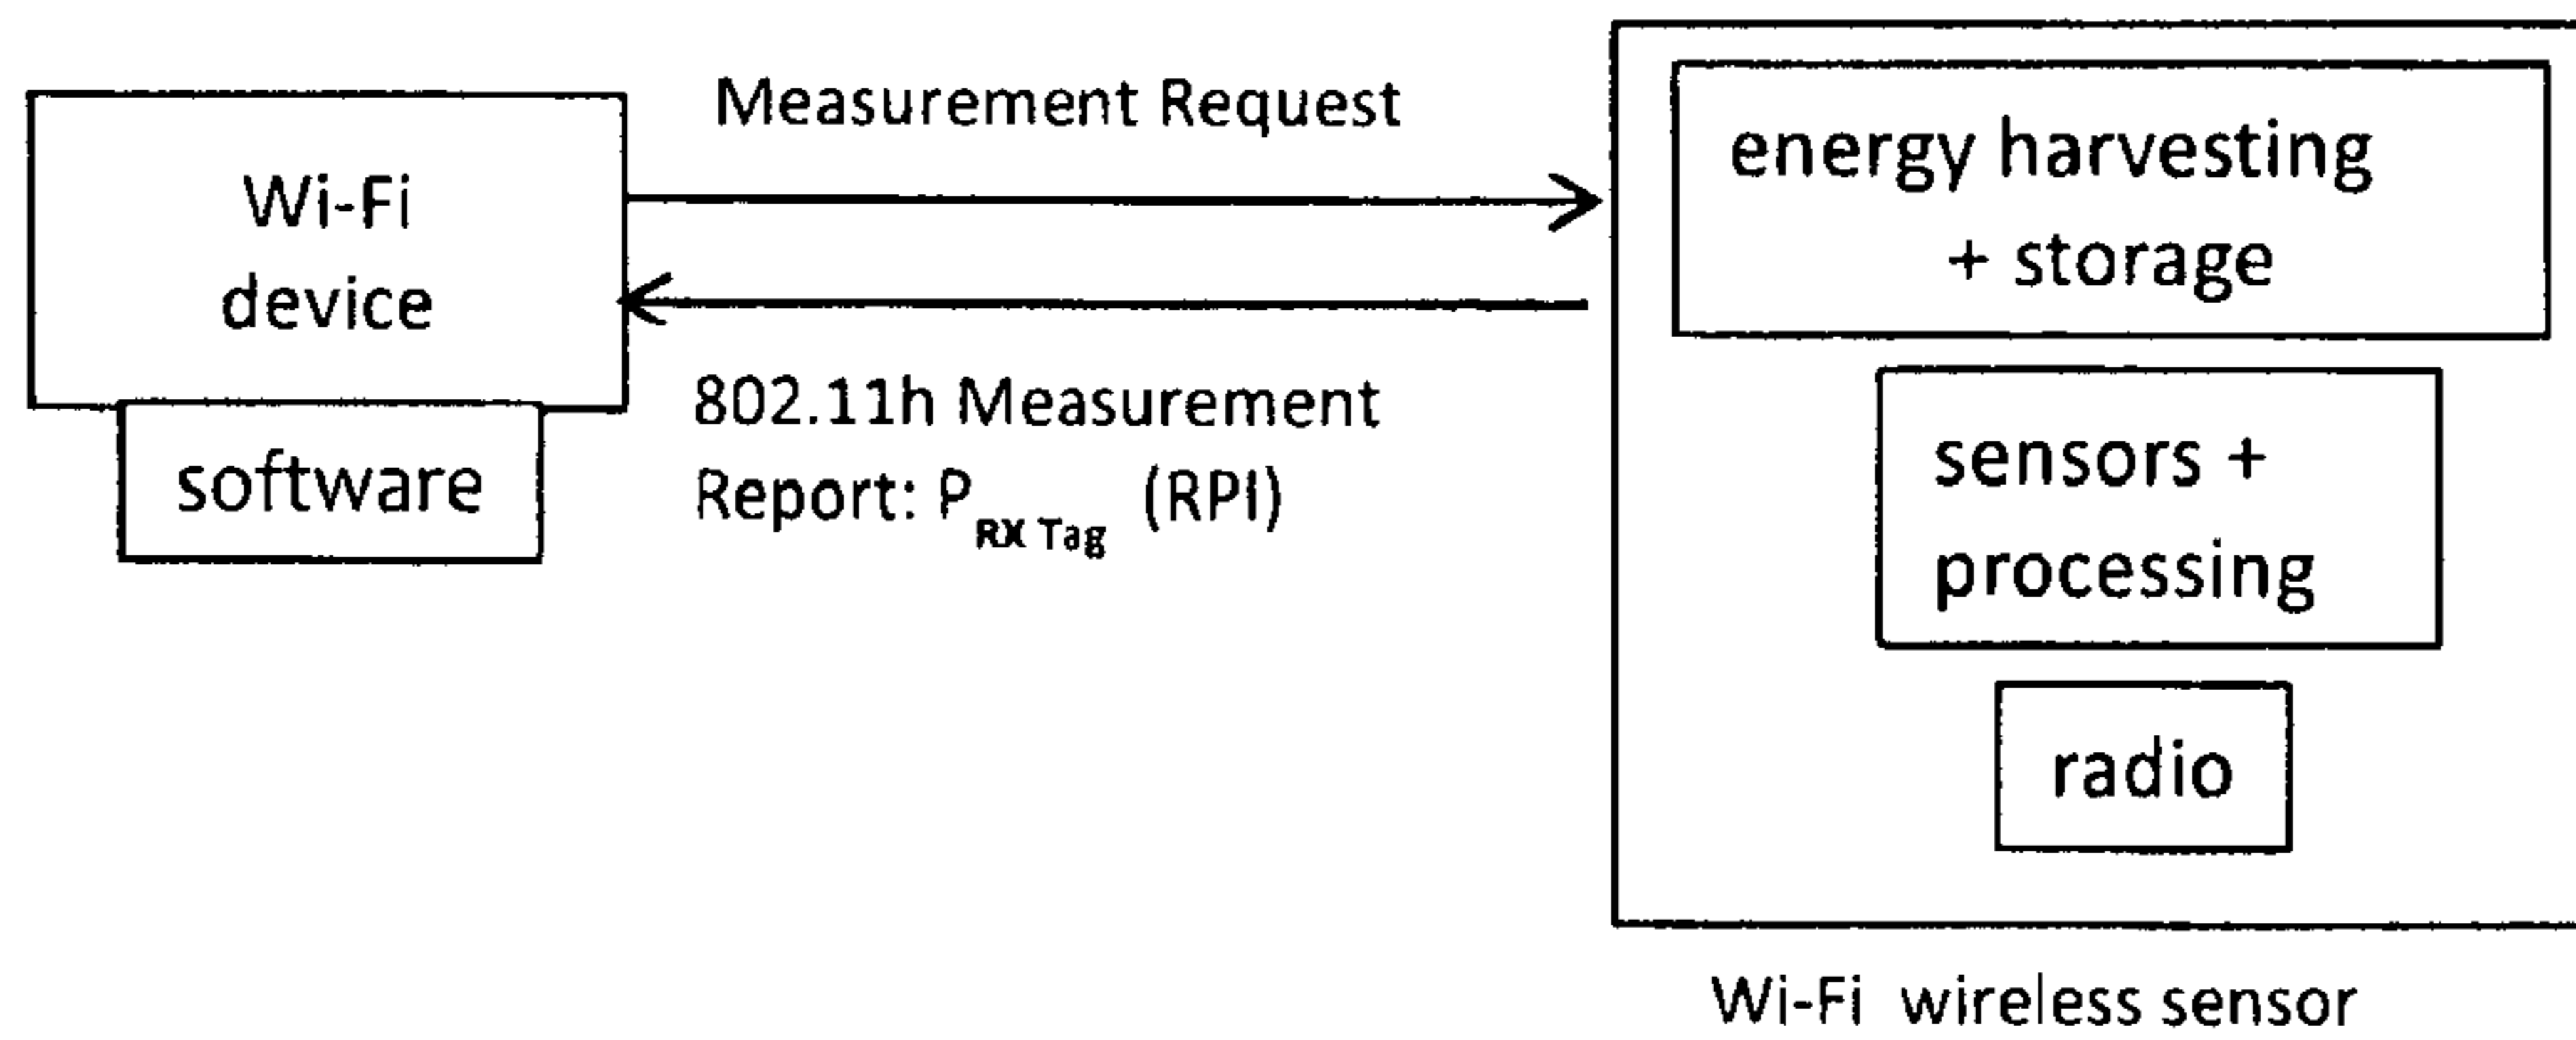 Wi-Fi
device
software
Measurement Request
802.11h Measurement
Report: P RX Tag (RPI)
energy harvesting
+ storage
sensors +
processing
radio
Wi-Fi wireless sensor